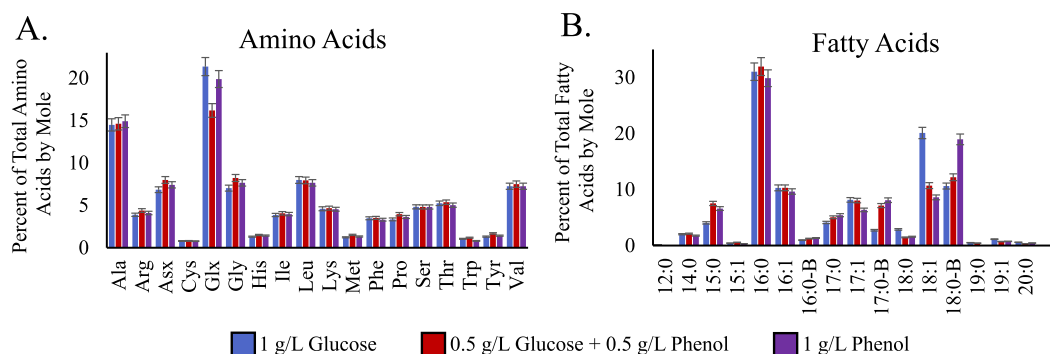 A.
Amino Acids
Percent of Total Amino
Acids by Mole
20
15
10
5
0
Ala
Arg
Asx
Cys
Glx
Gly
His
Ile
Leu
Lys
Met
Phe
Pro
Ser
Thr
Trp
Tyr
Val
B.
Fatty Acids
Percent of Total Fatty
Acids by Mole
30
20
10
0
12:0
14.0
15:0
15:1
16:0
16:1
16:0-B
17:0
17:1
17:0-B
18:0
18:1
18:0-B
19:0
19:1
20:0
1 g/L Glucose
0.5 g/L Glucose + 0.5 g/L Phenol
1 g/L Phenol